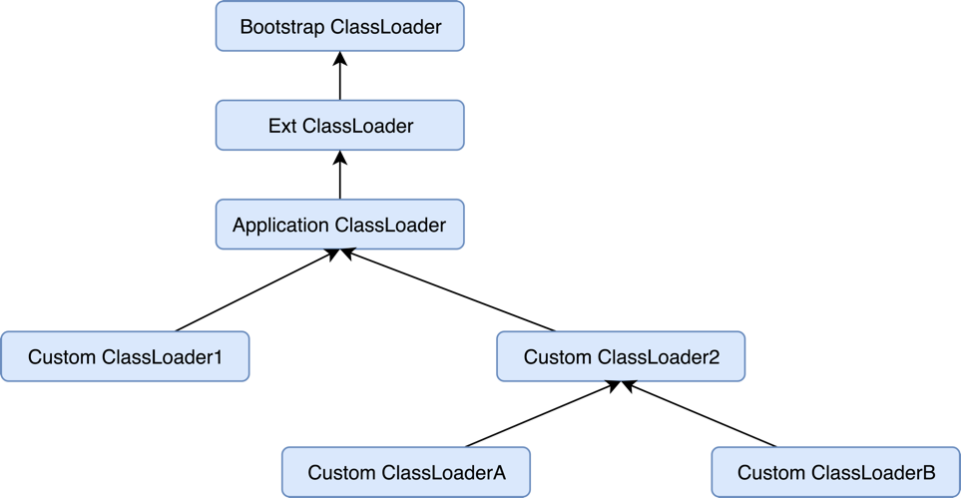 Bootstrap ClassLoader
Ext ClassLoader
Application ClassLoader
Custom ClassLoader1
Custom ClassLoader2
Custom ClassLoaderA
Custom ClassLoaderB